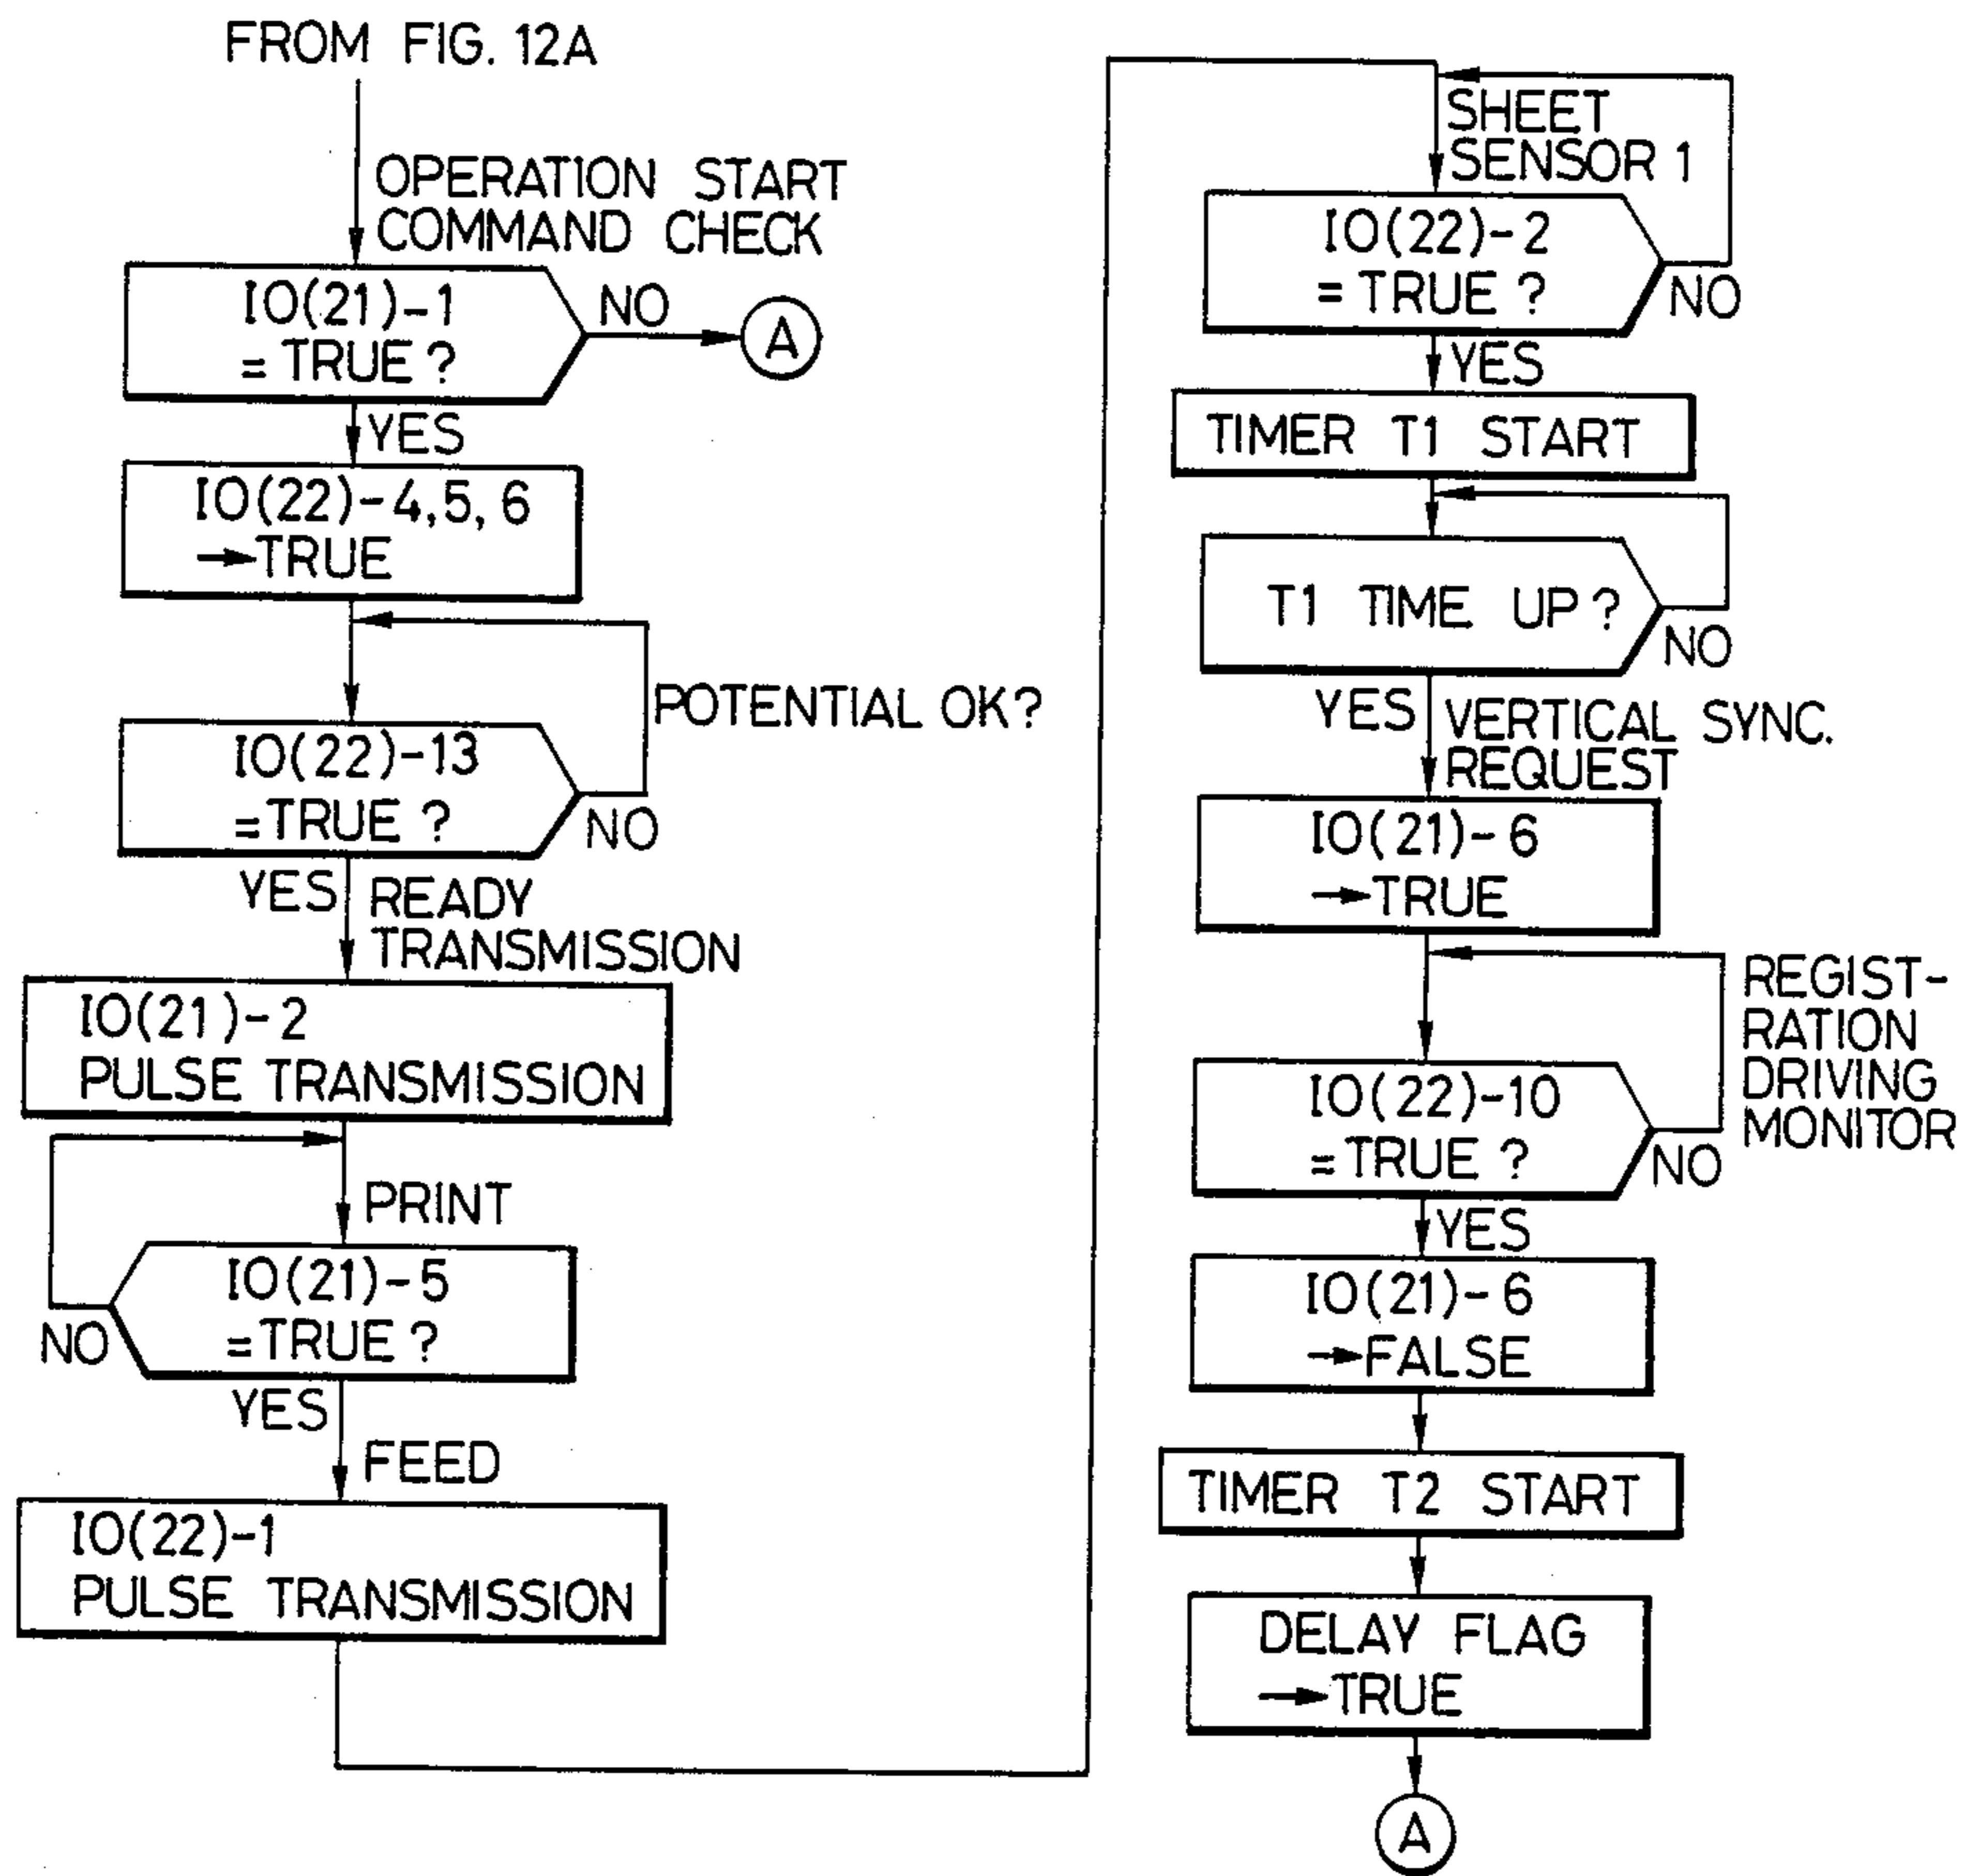 FROM FIG. 12A
OPERATION START
COMMAND CHECK
IO(21)-1
= TRUE ?
NO
A
YES
IO(22)-4,5,6
→TRUE
POTENTIAL OK?
IO(22)-13
=TRUE ?
NO
YES
READY
TRANSMISSION
IO(21)-2
PULSE TRANSMISSION
PRINT
IO(21)-5
=TRUE ?
NO
YES
FEED
IO(22)-1
PULSE TRANSMISSION
SHEET
SENSOR 1
IO(22)-2
= TRUE ?
NO
YES
TIMER T1 START
T1 TIME UP ?
NO
YES
VERTICAL SYNC.
REQUEST
IO(21)-6
→TRUE
REGIST-
RATION
DRIVING
MONITOR
IO(22)-10
=TRUE ?
NO
YES
IO(21)-6
→FALSE
TIMER T2 START
DELAY FLAG
→TRUE
A